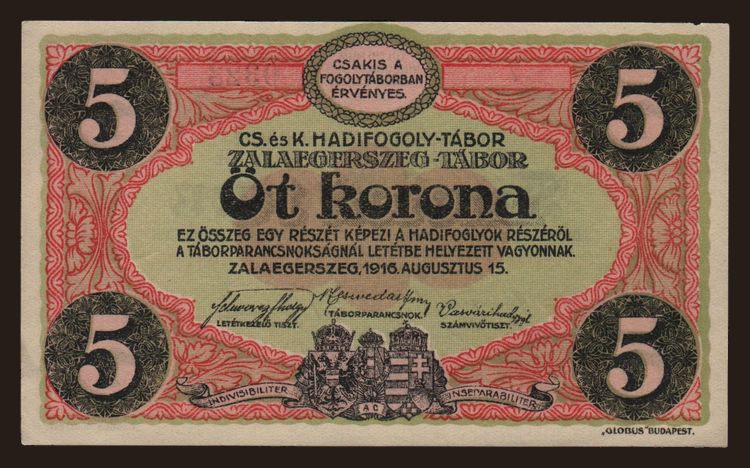 CSAKIS A
FOGOLYTÁBORBAN
ÉRVÉNYES.
5 5
CS. és K. HADIFOGOLY-TÁBOR
ZALAEGERSZEG-TÁBOR
Öt korona
EZ ÖSSZEG EGY RÉSZÉT KÉPEZI A HADIFOGLYOK RÉSZÉRŐL
A TÁBORPARANCSNOKSÁGNÁL LETÉTBE HELYEZETT VAGYONNAK.
ZALAEGERSZEG, 1916. AUGUSZTUS 15.
LETÉTKEZELŐ TISZT. TÁBORPARANCSNOK. SZÁMVIVŐTISZT.
5 5
INDIVISIBILITER AC INSEPARABILITER
„GLOBUS" BUDAPEST.